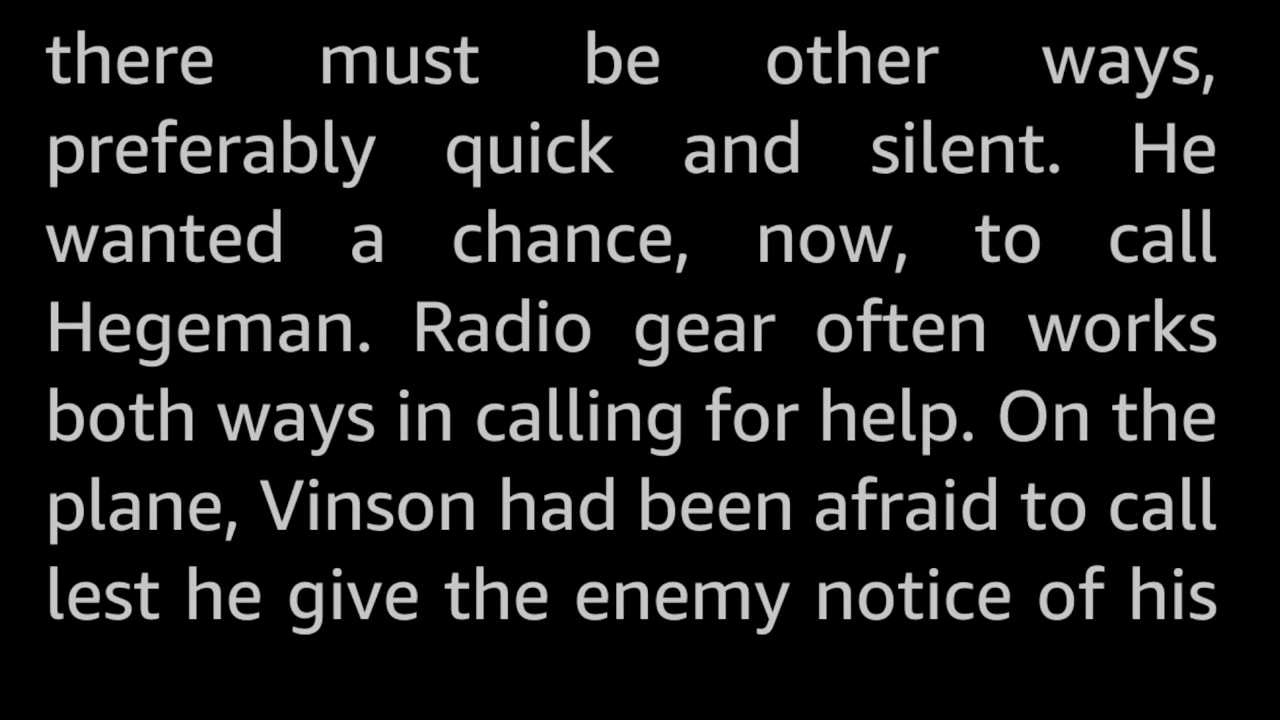 there must be other ways,
preferably quick and silent. He
wanted a chance, now, to call
Hegeman. Radio gear often works
both ways in calling for help. On the
plane, Vinson had been afraid to call
lest he give the enemy notice of his